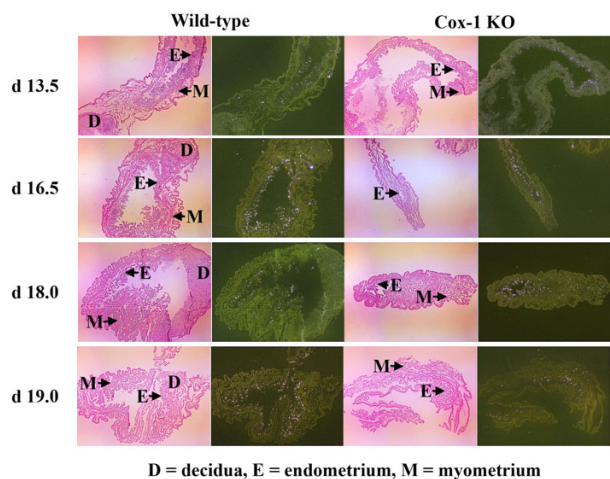 Wild-type Cox-1 KO
d 13.5 E M D E M
d 16.5 D E M E
d 18.0 E D M E M
d 19.0 M D E M E
D = decidua, E = endometrium, M = myometrium